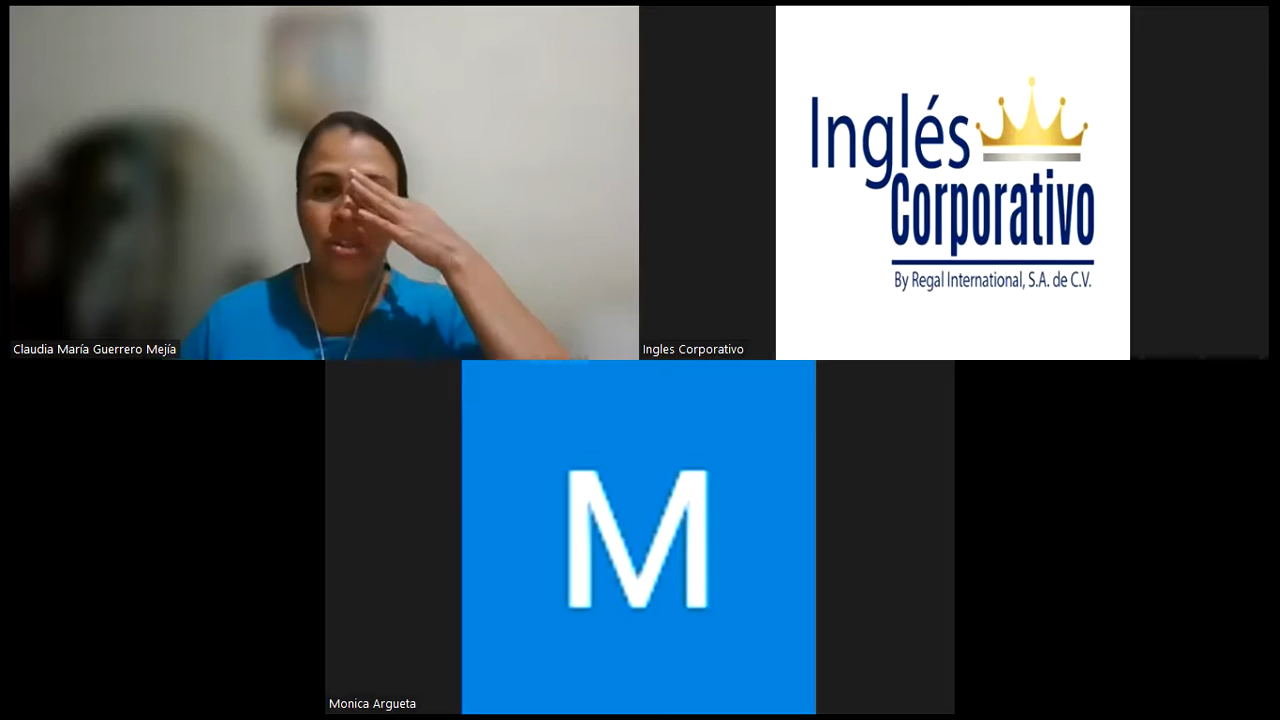 Inglés
Corporativo
By Regal International, S.A. de C.V.
Claudia María Guerrero Mejía
Ingles Corporativo
M
Monica Argueta